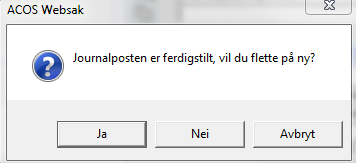 ACOS Websak
Journalposten er ferdigstilt, vil du flette på ny?
Ja
Nei
Avbryt